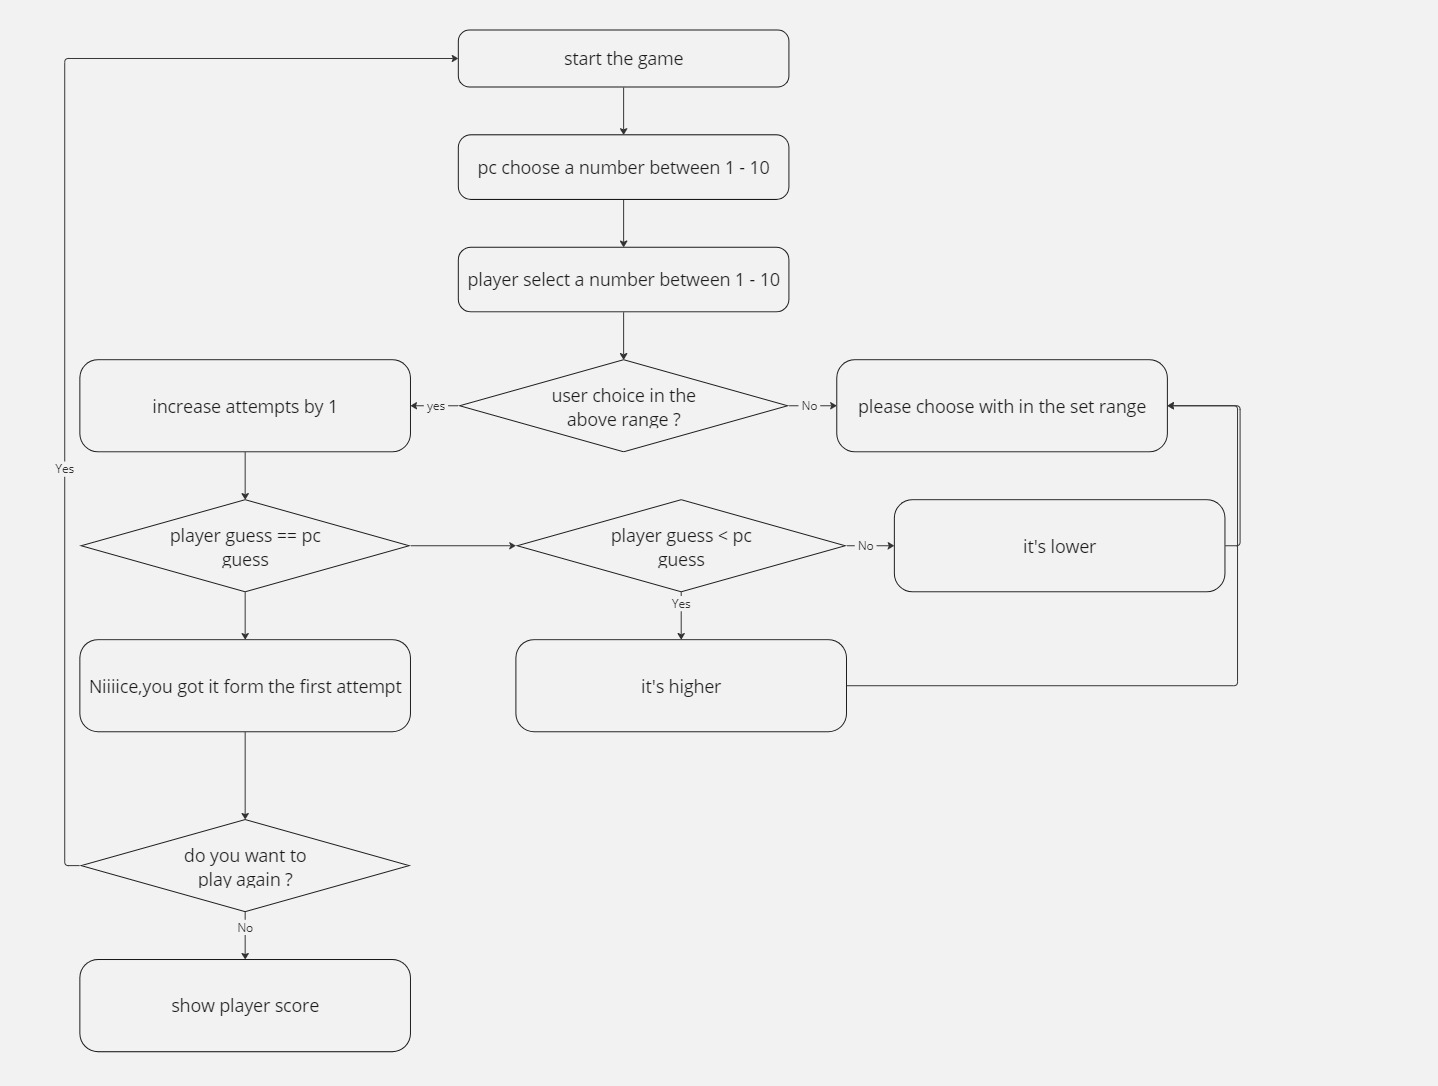 start the game
pc choose a number between 1 - 10
player select a number between 1 - 10
increase attempts by 1
yes
user choice in the
above range ?
No
please choose with in the set range
Yes
player guess == pc
guess
player guess < pc
guess
No
it's lower
Yes
Niiiice,you got it form the first attempt
it's higher
do you want to
play again ?
No
show player score